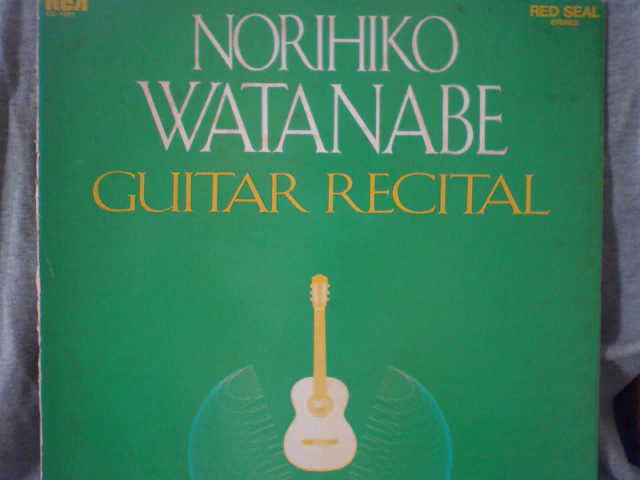 RCA
RED SEAL
STEREO
NORIHIKO
WATANABE
GUITAR RECITAL